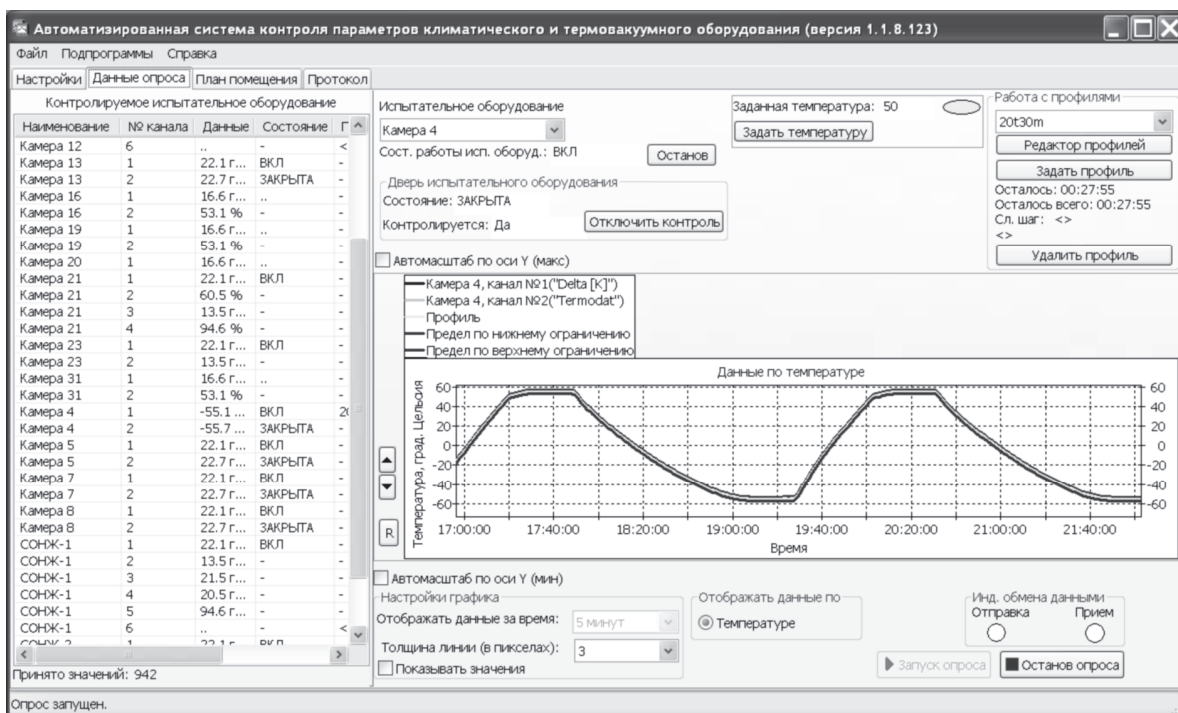 Автоматизированная система контроля параметров климатического и термовакуумного оборудования (версия 1.1.8.123)
Файл Подпрограммы Справка
Настройки Данные опроса План помещения Протокол
Контролируемое испытательное оборудование
Наименование № канала Данные Состояние
Камера 12 6 .. - <
Камера 13 1 22.1 г... ВКЛ -
Камера 13 2 22.7 г... ЗАКРЫТА -
Камера 16 1 16.6 г... .. -
Камера 16 2 53.1 % - -
Камера 19 1 16.6 г... .. -
Камера 19 2 53.1 % - -
Камера 20 1 16.6 г... .. -
Камера 21 1 22.1 г... ВКЛ -
Камера 21 2 60.5 % - -
Камера 21 3 13.5 г... - -
Камера 21 4 94.6 % - -
Камера 23 1 22.1 г... ВКЛ -
Камера 23 2 13.5 г... - -
Камера 31 1 16.6 г... .. -
Камера 31 2 53.1 % - -
Камера 4 1 -55.1 ... ВКЛ
Камера 4 2 -55.7 ... ЗАКРЫТА -
Камера 5 1 22.1 г... ВКЛ -
Камера 5 2 22.7 г... ЗАКРЫТА -
Камера 7 1 22.1 г... ВКЛ -
Камера 7 2 22.7 г... ЗАКРЫТА -
Камера 8 1 22.1 г... ВКЛ -
Камера 8 2 22.7 г... ЗАКРЫТА -
СОНЖ-1 1 22.1 г... ВКЛ -
СОНЖ-1 2 13.5 г... - -
СОНЖ-1 3 21.5 г... - -
СОНЖ-1 4 20.5 г... - -
СОНЖ-1 5 94.6 г... - -
СОНЖ-1 6 .. - <
Принято значений: 942
Опрос запущен.
Испытательное оборудование
Камера 4
Сост. работы исп. оборуд.: ВКЛ Останов
Дверь испытательного оборудования
Состояние: ЗАКРЫТА
Контролируется: Да Отключить контроль
Заданная температура: 50
Задать температуру
Работа с профилями
20t30m
Редактор профилей
Задать профиль
Осталось: 00:27:55
Осталось всего: 00:27:55
Сл. шаг: <>
<>
Удалить профиль
Автомасштаб по оси Y (макс)
Камера 4, канал №1("Delta [K]")
Камера 4, канал №2("Termodat")
Профиль
Предел по нижнему ограничению
Предел по верхнему ограничению
Данные по температуре
Температура, град. Цельсия
60 60
40 40
20 20
0 0
-20 -20
-40 -40
-60 -60
17:00:00 17:40:00 18:20:00 19:00:00 19:40:00 20:20:00 21:00:00 21:40:00
Время
R
Автомасштаб по оси Y (мин)
Настройки графика
Отображать данные за время: 5 минут
Толщина линии (в пикселах): 3
Показывать значения
Отображать данные по
Температуре
Инд. обмена данными
Отправка Прием
Запуск опроса Останов опроса